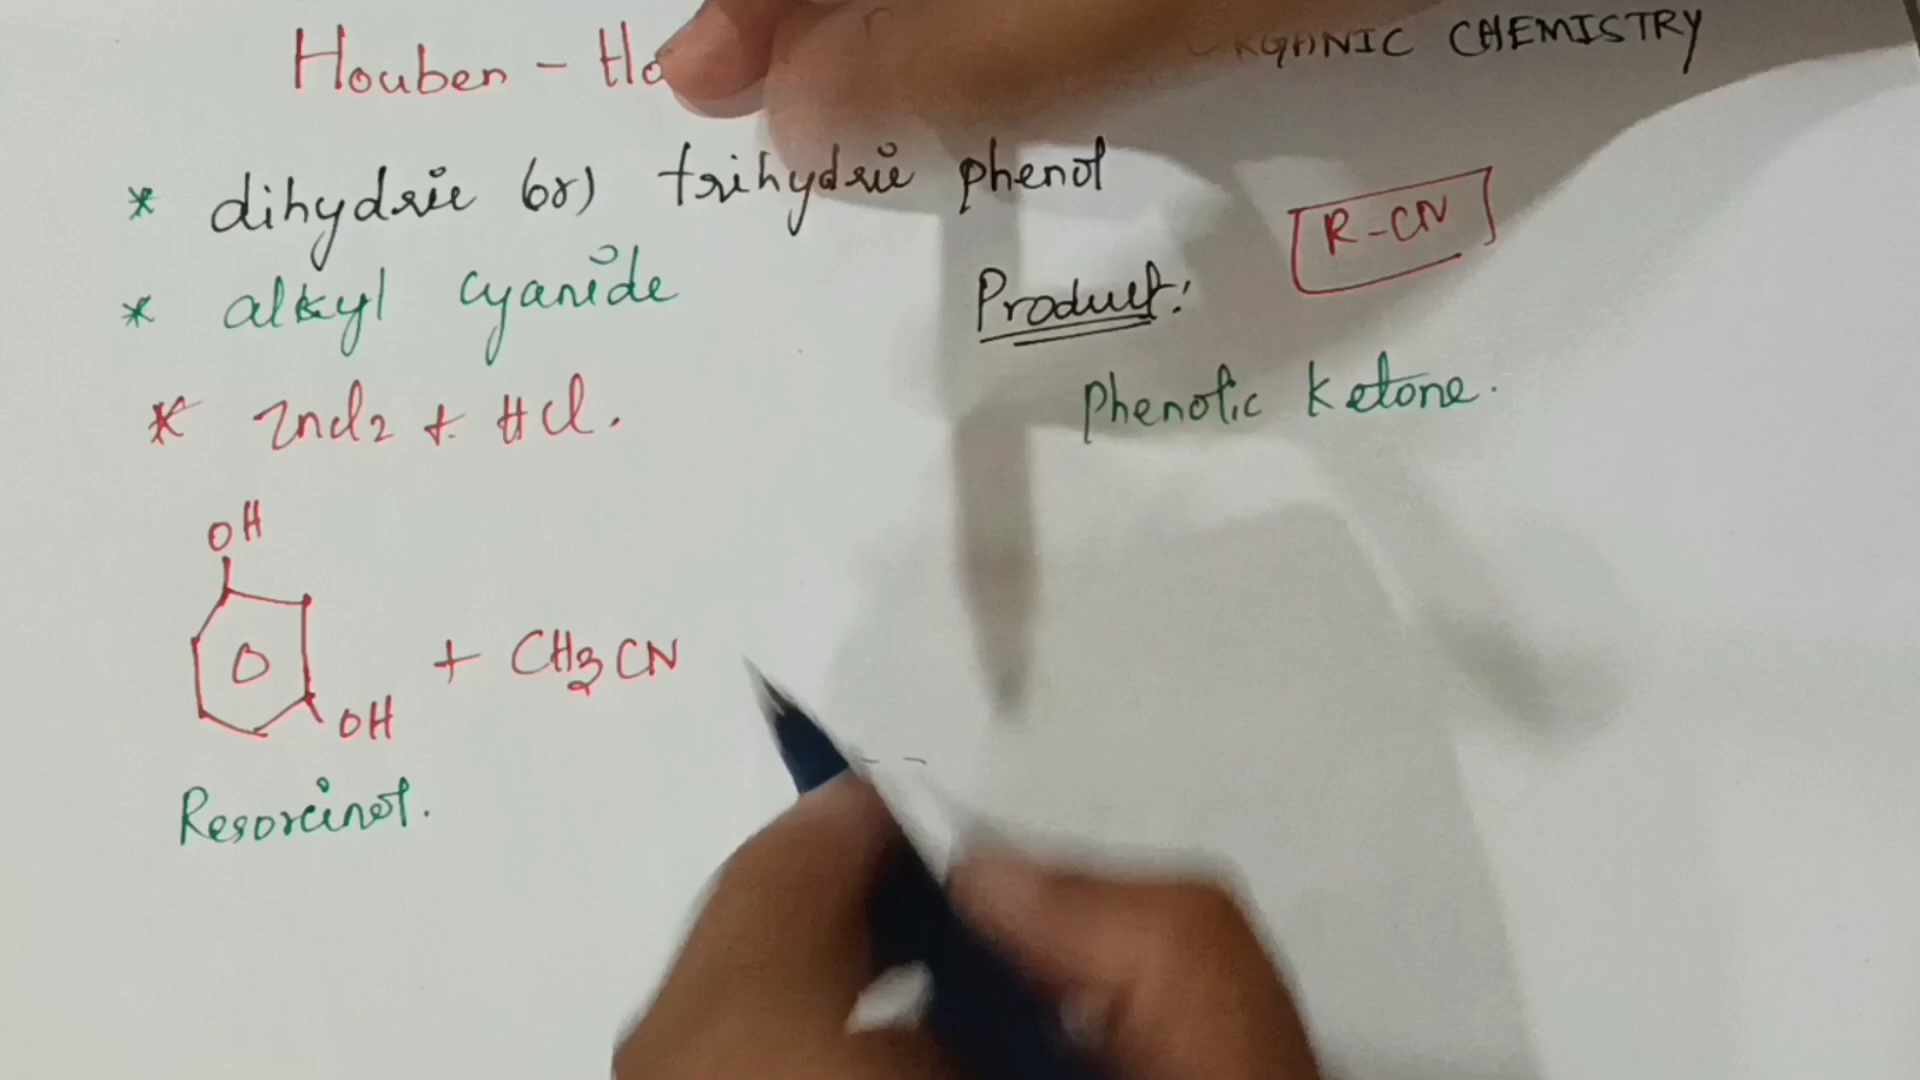 Houben - Ho
ORGANIC CHEMISTRY
* dihydric (or) trihydric phenol
R-CN
* alkyl cyanide
Product:
* ZnCl2 + HCl.
Phenolic Ketone.
OH
+ CH3CN
OH
Resorcinol.